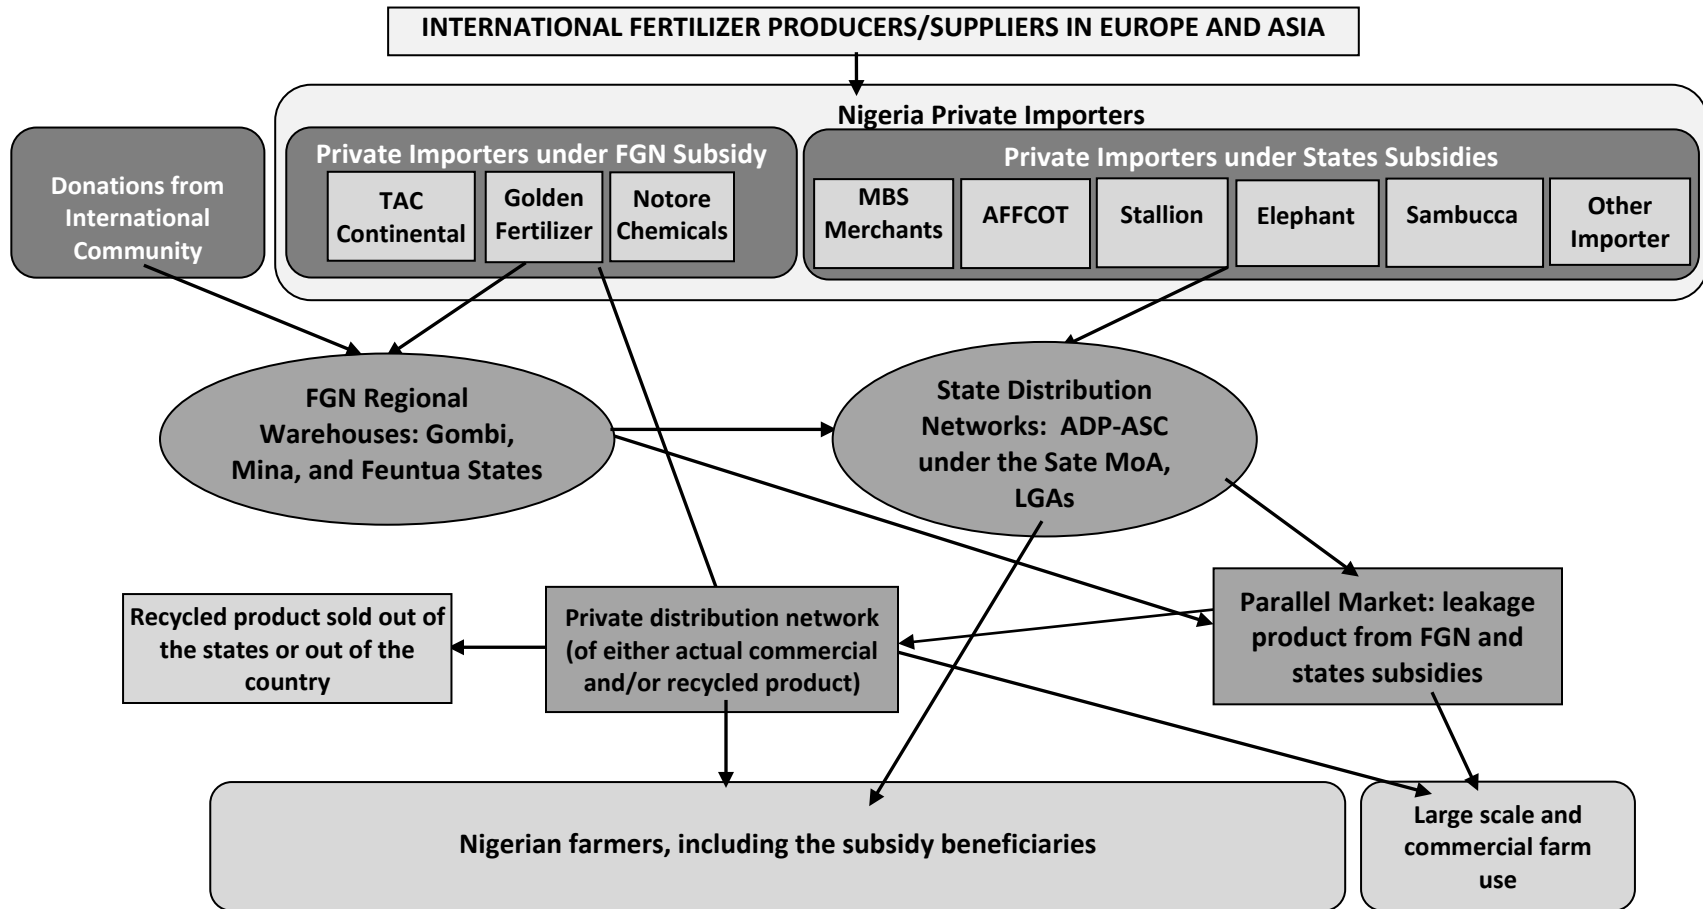 INTERNATIONAL FERTILIZER PRODUCERS/SUPPLIERS IN EUROPE AND ASIA
Nigeria Private Importers
Donations from
International
Community
Private Importers under FGN Subsidy
TAC
Continental
Golden
Fertilizer
Notore
Chemicals
Private Importers under States Subsidies
MBS
Merchants
AFFCOT
Stallion
Elephant
Sambucca
Other
Importer
FGN Regional
Warehouses: Gombi,
Mina, and Feuntua States
State Distribution
Networks: ADP-ASC
under the Sate MoA,
LGAs
Recycled product sold out of
the states or out of the
country
Private distribution network
(of either actual commercial
and/or recycled product)
Parallel Market: leakage
product from FGN and
states subsidies
Nigerian farmers, including the subsidy beneficiaries
Large scale and
commercial farm
use